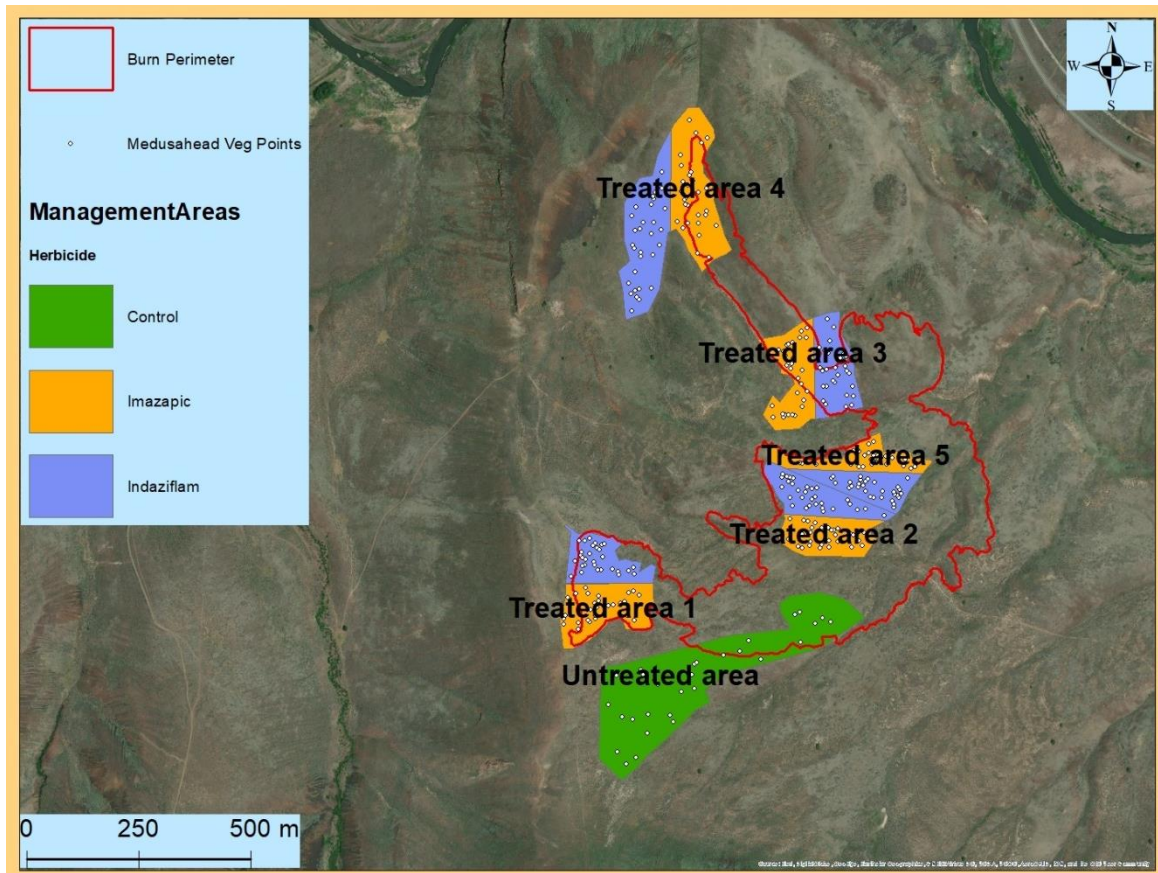 Burn Perimeter
Medusahead Veg Points
ManagementAreas
Herbicide
Control
Imazapic
Indaziflam
N
W E
S
Treated area 4
Treated area 3
Treated area 5
Treated area 2
Treated area 1
Untreated area
0 250 500 m